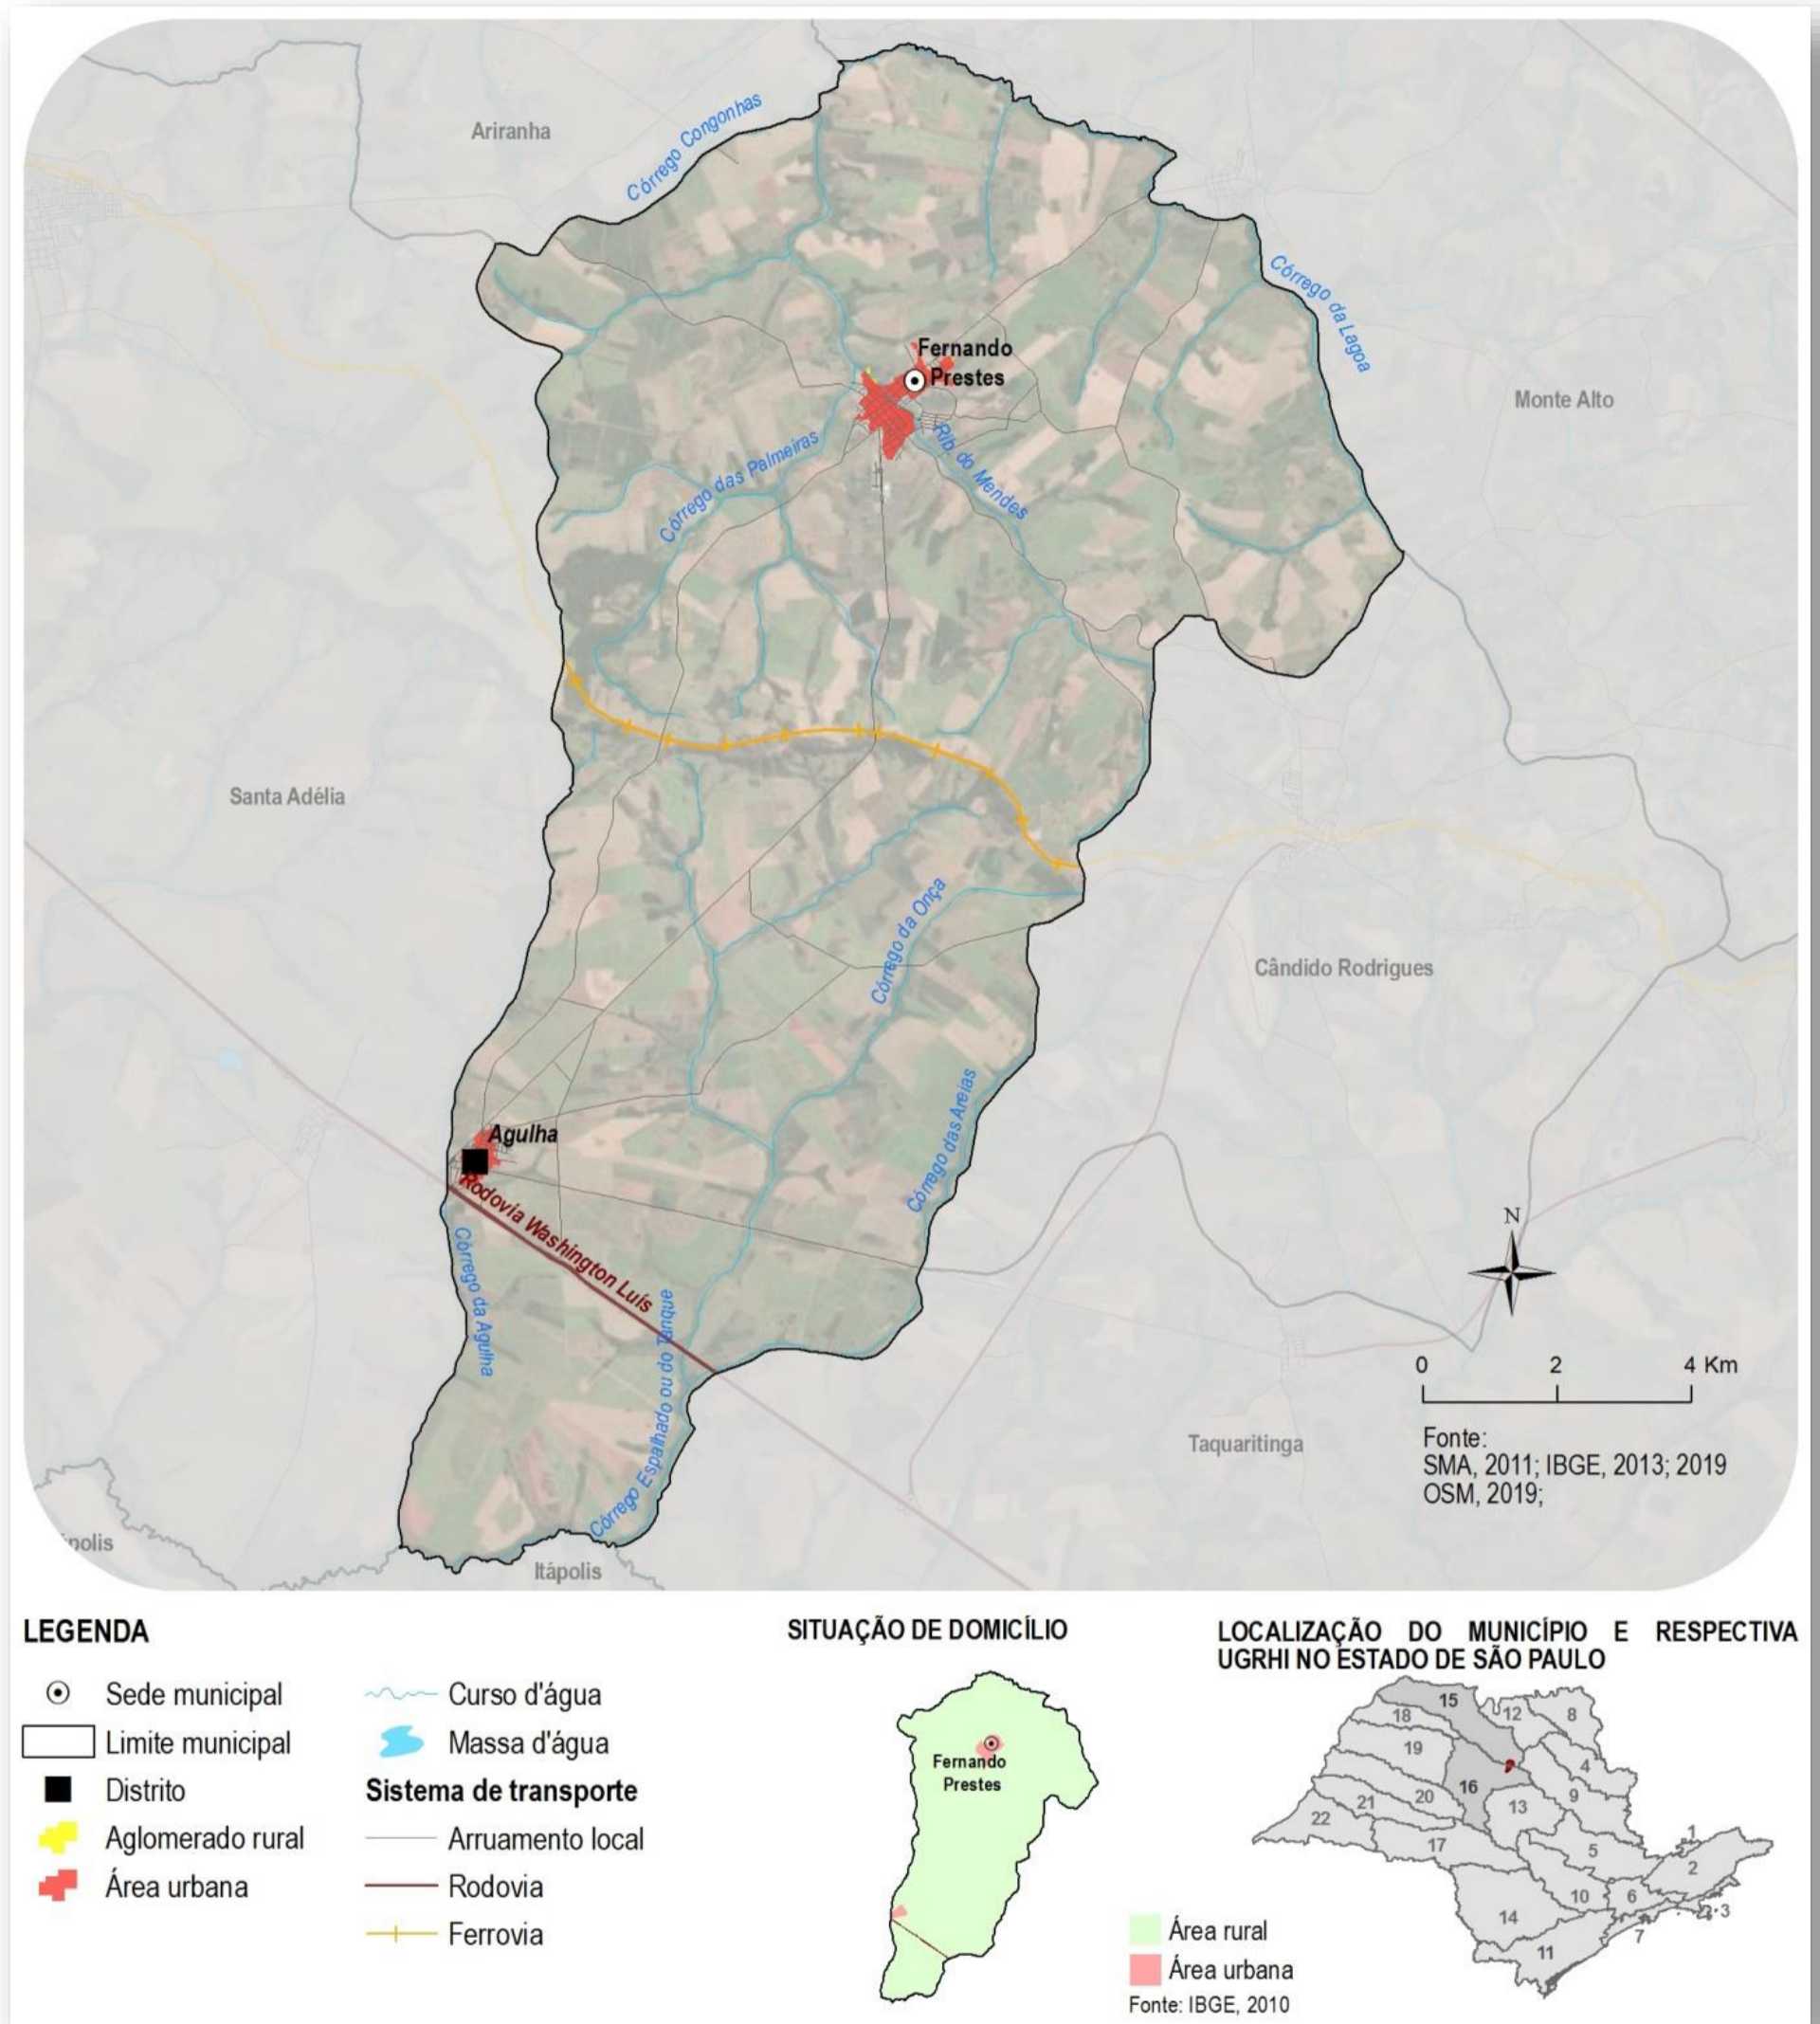 Ariranha
Córrego Congonhas
Córrego da Lagoa
Fernando
Prestes
Monte Alto
Córrego das Palmeiras
Rib. do Mendes
Santa Adélia
Córrego da Onça
Cândido Rodrigues
Córrego das Areias
Agulha
Rodovia Washington Luís
Córrego da Agulha
Córrego Espalhado ou do Tanque
N
0 2 4 Km
Taquaritinga
Fonte:
SMA, 2011; IBGE, 2013; 2019
OSM, 2019;
ápolis
Itápolis
LEGENDA
Sede municipal
Limite municipal
Distrito
Aglomerado rural
Área urbana
Curso d'água
Massa d'água
Sistema de transporte
Arruamento local
Rodovia
Ferrovia
SITUAÇÃO DE DOMICÍLIO
Fernando
Prestes
Área rural
Área urbana
Fonte: IBGE, 2010
LOCALIZAÇÃO DO MUNICÍPIO E RESPECTIVA
UGRHI NO ESTADO DE SÃO PAULO
15
18
12
8
19
4
16
20
9
21
13
22
17
5
1
2
10
6
3
14
7
11